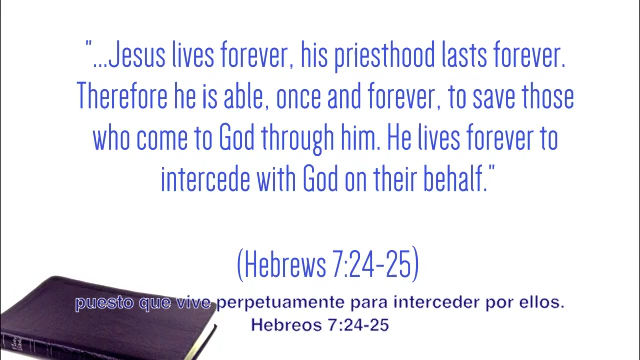 "...Jesus lives forever, his priesthood lasts forever.
Therefore he is able, once and forever, to save those
who come to God through him. He lives forever to
intercede with God on their behalf."
(Hebrews 7:24-25)
puesto que vive perpetuamente para interceder por ellos.
Hebreos 7:24-25